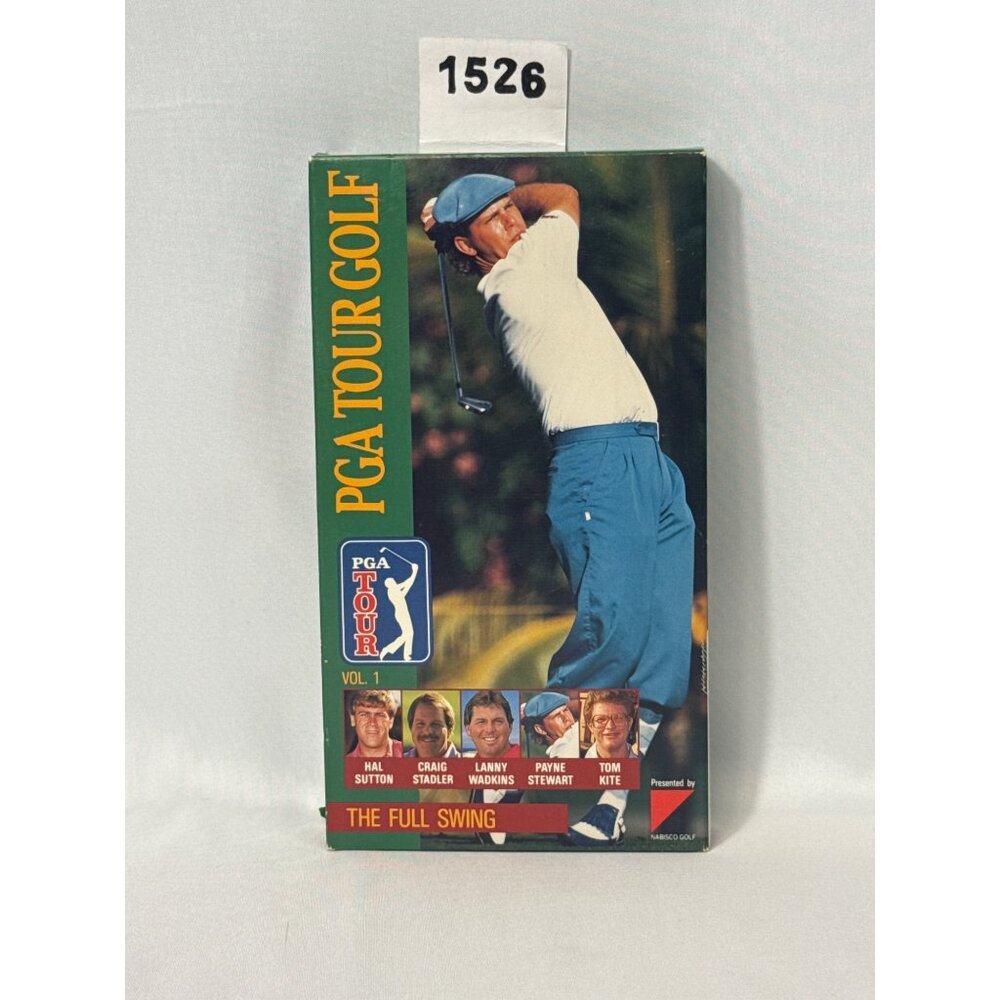 1526
PGA TOUR GOLF
PGA
TOUR
VOL. 1
HAL
SUTTON
CRAIG
STADLER
LANNY
WADKINS
PAYNE
STEWART
TOM
KITE
Presented by
NABISCO GOLF
THE FULL SWING